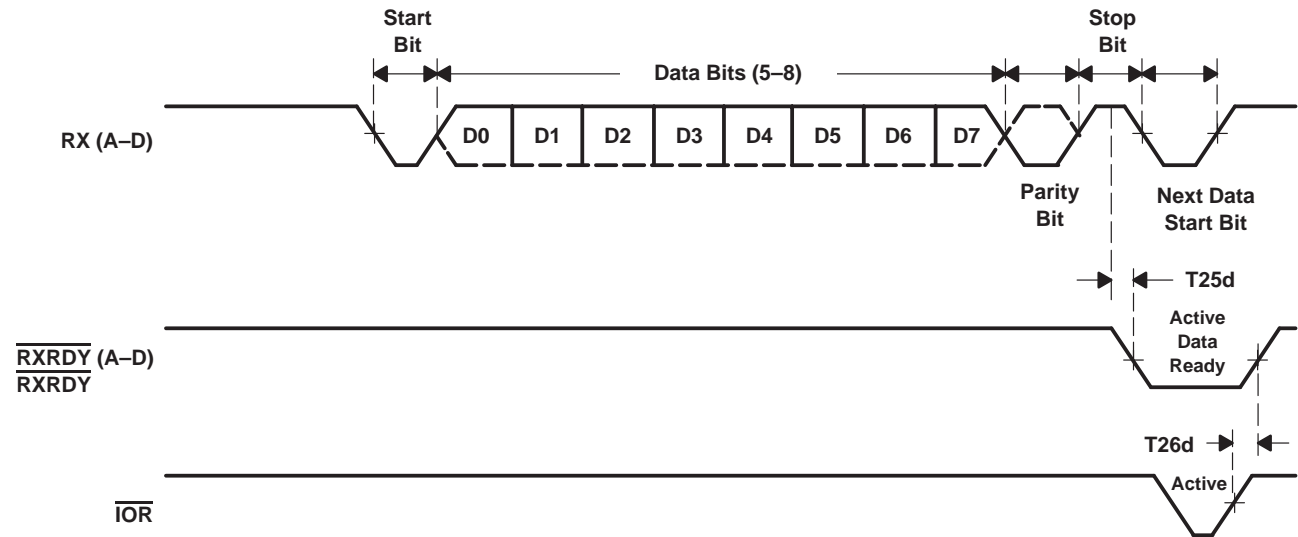 Start
Bit
Stop
Bit
Data Bits (5–8)
RX (A–D)
D0 D1 D2 D3 D4 D5 D6 D7
Parity
Bit
Next Data
Start Bit
T25d
RXRDY (A–D)
RXRDY
Active
Data
Ready
T26d
IOR
Active